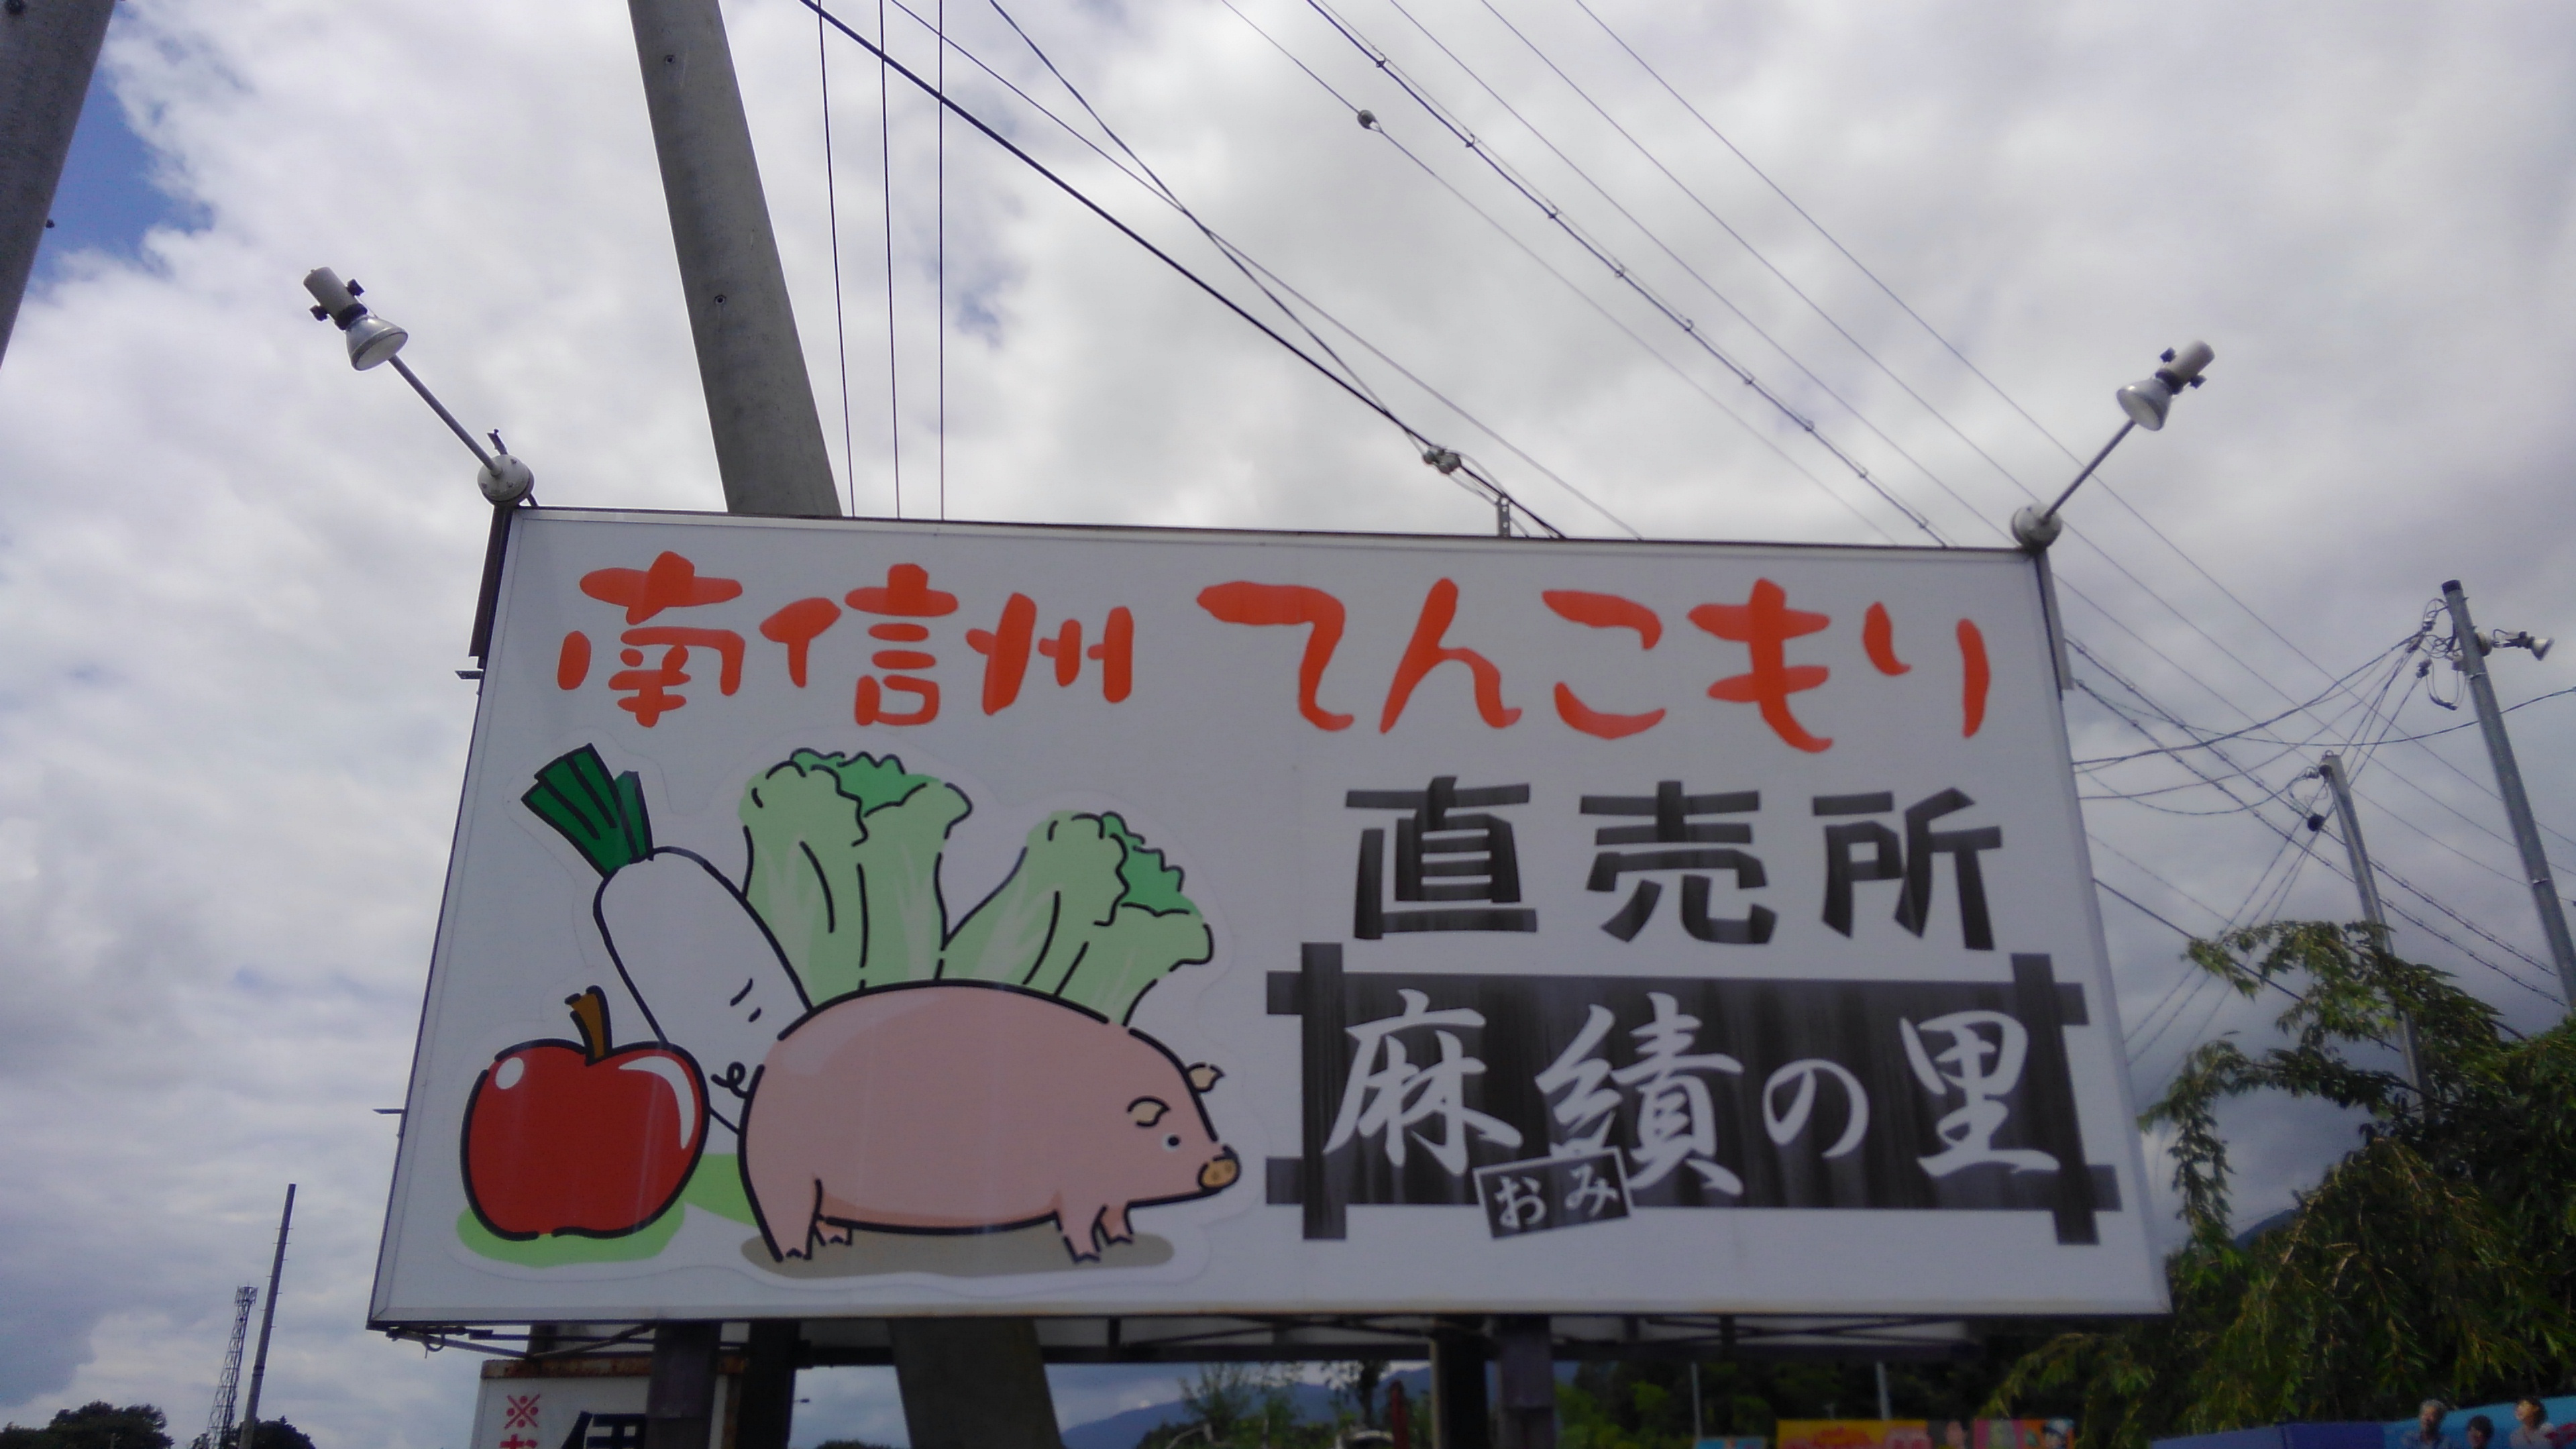 南信州 てんこもり
直売所
麻績の里
おみ
※